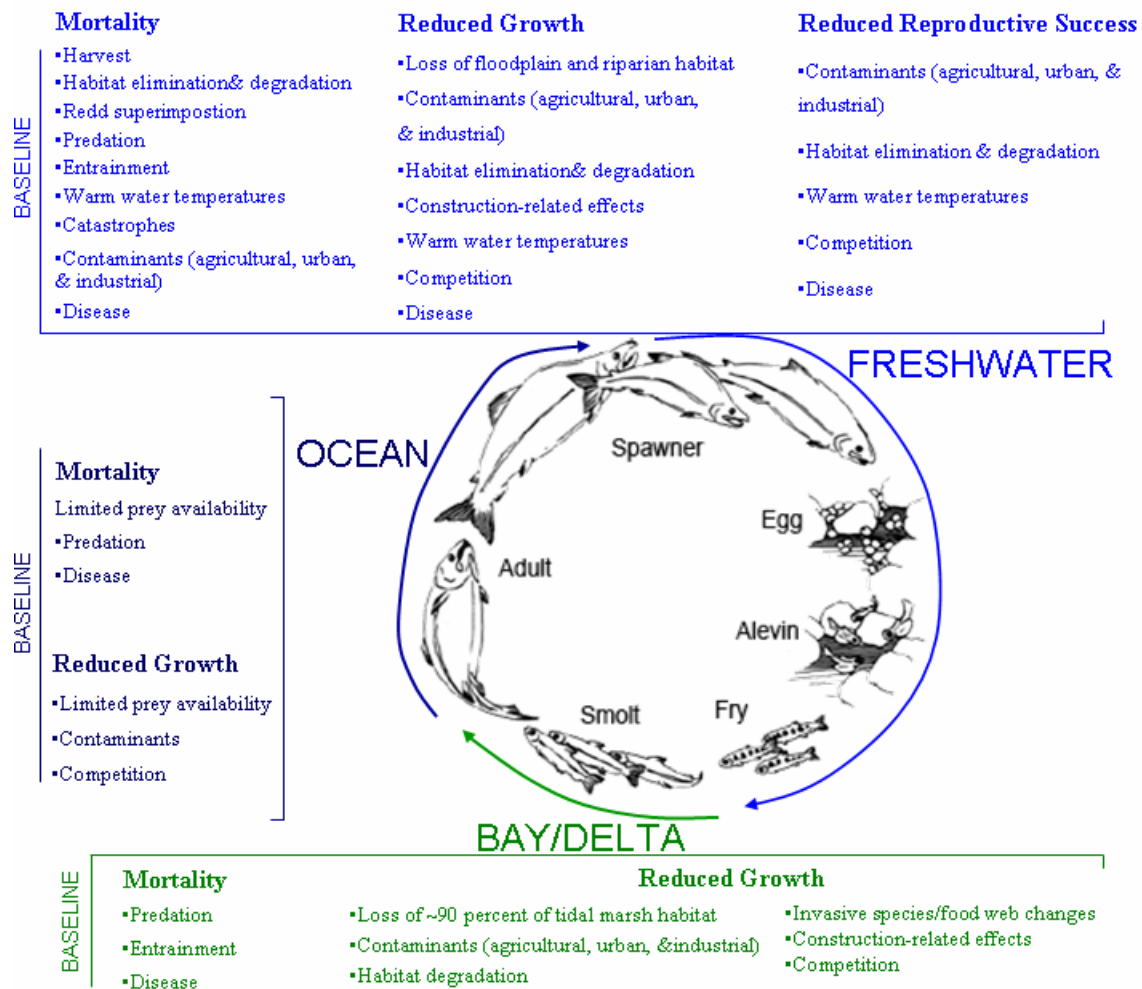 Mortality
▪Harvest
▪Habitat elimination& degradation
▪Redd superimpostion
▪Predation
▪Entrainment
▪Warm water temperatures
▪Catastrophes
▪Contaminants (agricultural, urban,
& industrial)
▪Disease
Reduced Growth
▪Loss of floodplain and riparian habitat
▪Contaminants (agricultural, urban,
& industrial)
▪Habitat elimination& degradation
▪Construction-related effects
▪Warm water temperatures
▪Competition
▪Disease
Reduced Reproductive Success
▪Contaminants (agricultural, urban, &
industrial)
▪Habitat elimination & degradation
▪Warm water temperatures
▪Competition
▪Disease
BASELINE
FRESHWATER
OCEAN
Spawner
Egg
Alevin
Fry
Smolt
Adult
BASELINE
Mortality
Limited prey availability
▪Predation
▪Disease
Reduced Growth
▪Limited prey availability
▪Contaminants
▪Competition
BAY/DELTA
BASELINE
Mortality
▪Predation
▪Entrainment
▪Disease
Reduced Growth
▪Loss of ~90 percent of tidal marsh habitat
▪Contaminants (agricultural, urban, &industrial)
▪Habitat degradation
▪Invasive species/food web changes
▪Construction-related effects
▪Competition